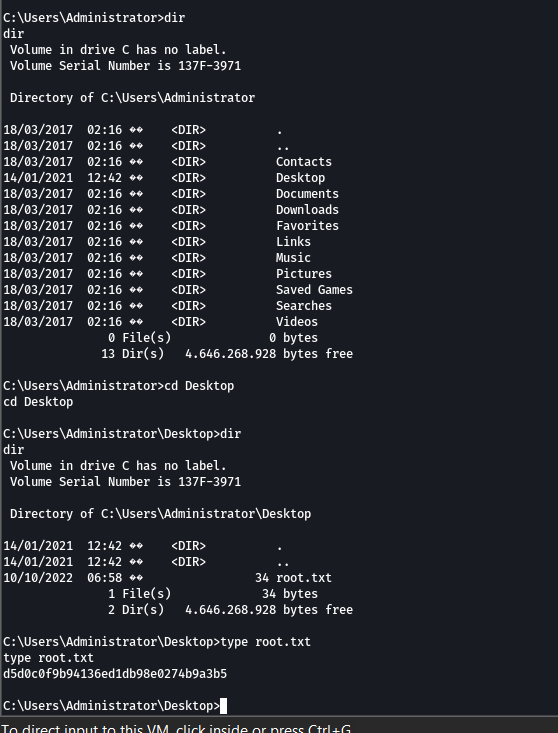 C:\Users\Administrator>dir
dir
 Volume in drive C has no label.
 Volume Serial Number is 137F-3971

 Directory of C:\Users\Administrator

18/03/2017  02:16 ��    <DIR>          .
18/03/2017  02:16 ��    <DIR>          ..
18/03/2017  02:16 ��    <DIR>          Contacts
14/01/2021  12:42 ��    <DIR>          Desktop
18/03/2017  02:16 ��    <DIR>          Documents
18/03/2017  02:16 ��    <DIR>          Downloads
18/03/2017  02:16 ��    <DIR>          Favorites
18/03/2017  02:16 ��    <DIR>          Links
18/03/2017  02:16 ��    <DIR>          Music
18/03/2017  02:16 ��    <DIR>          Pictures
18/03/2017  02:16 ��    <DIR>          Saved Games
18/03/2017  02:16 ��    <DIR>          Searches
18/03/2017  02:16 ��    <DIR>          Videos
               0 File(s)              0 bytes
              13 Dir(s)   4.646.268.928 bytes free

C:\Users\Administrator>cd Desktop
cd Desktop

C:\Users\Administrator\Desktop>dir
dir
 Volume in drive C has no label.
 Volume Serial Number is 137F-3971

 Directory of C:\Users\Administrator\Desktop

14/01/2021  12:42 ��    <DIR>          .
14/01/2021  12:42 ��    <DIR>          ..
10/10/2022  06:58 ��                34 root.txt
               1 File(s)             34 bytes
               2 Dir(s)   4.646.268.928 bytes free

C:\Users\Administrator\Desktop>type root.txt
type root.txt
d5d0c0f9b94136ed1db98e0274b9a3b5

C:\Users\Administrator\Desktop>
To direct input to this VM, click inside or press Ctrl+G.